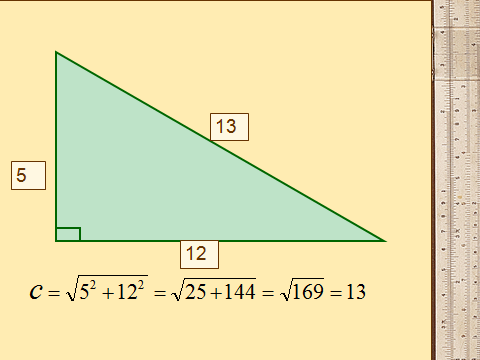 13
5
12
c = √(5² + 12²) = √(25 + 144) = √169 = 13